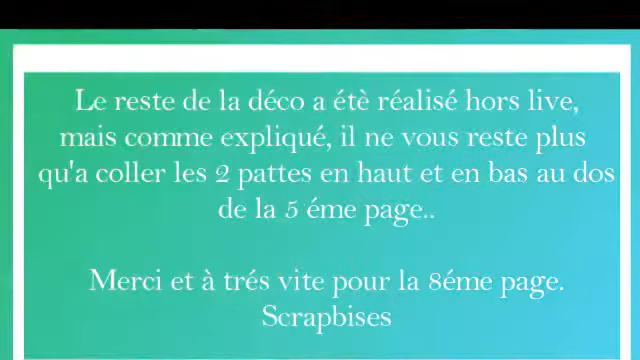 Le reste de la déco a étè réalisé hors live,
mais comme expliqué, il ne vous reste plus
qu'a coller les 2 pattes en haut et en bas au dos
de la 5 éme page..
Merci et à trés vite pour la 8éme page.
Scrapbises